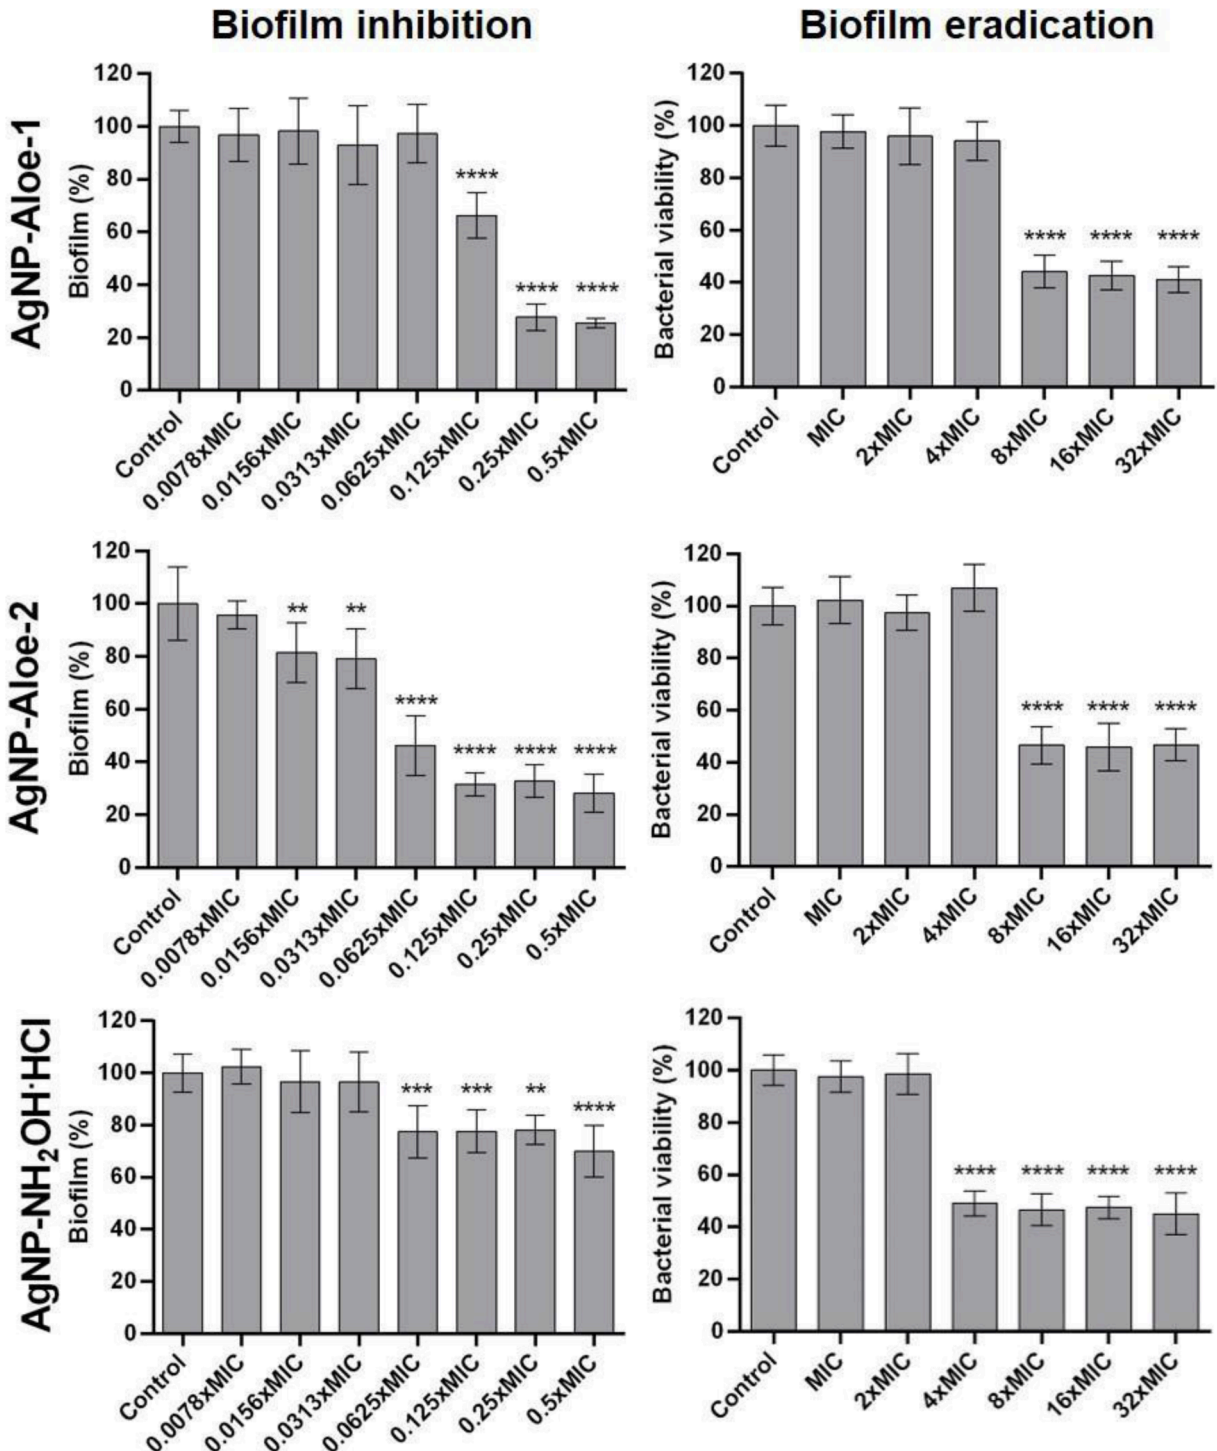 Biofilm inhibition
Biofilm eradication
AgNP-Aloe-1
Biofilm (%)
120
100
80
60
40
20
0
****
****
****
Control
0.0078xMIC
0.0156xMIC
0.0313xMIC
0.0625xMIC
0.125xMIC
0.25xMIC
0.5xMIC
Bacterial viability (%)
120
100
80
60
40
20
0
****
****
****
Control
MIC
2xMIC
4xMIC
8xMIC
16xMIC
32xMIC
AgNP-Aloe-2
Biofilm (%)
120
100
80
60
40
20
0
**
**
****
****
****
****
Control
0.0078xMIC
0.0156xMIC
0.0313xMIC
0.0625xMIC
0.125xMIC
0.25xMIC
0.5xMIC
Bacterial viability (%)
120
100
80
60
40
20
0
****
****
****
Control
MIC
2xMIC
4xMIC
8xMIC
16xMIC
32xMIC
AgNP-NH₂OH·HCl
Biofilm (%)
120
100
80
60
40
20
0
***
***
**
****
Control
0.0078xMIC
0.0156xMIC
0.0313xMIC
0.0625xMIC
0.125xMIC
0.25xMIC
0.5xMIC
Bacterial viability (%)
120
100
80
60
40
20
0
****
****
****
****
Control
MIC
2xMIC
4xMIC
8xMIC
16xMIC
32xMIC